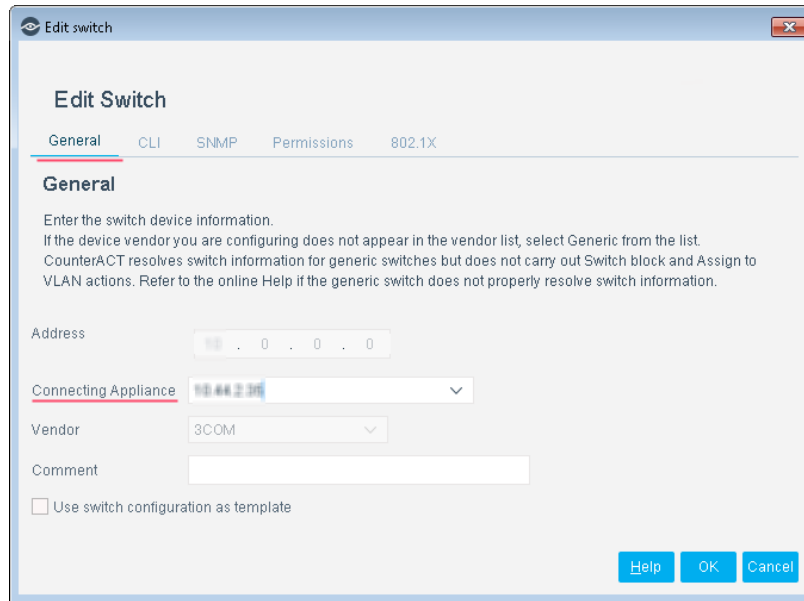 Edit switch
Edit Switch
General CLI SNMP Permissions 802.1X
General
Enter the switch device information.
If the device vendor you are configuring does not appear in the vendor list, select Generic from the list.
CounterACT resolves switch information for generic switches but does not carry out Switch block and Assign to
VLAN actions. Refer to the online Help if the generic switch does not properly resolve switch information.
Address . 0 . 0 . 0
Connecting Appliance
Vendor 3COM
Comment
Use switch configuration as template
Help OK Cancel